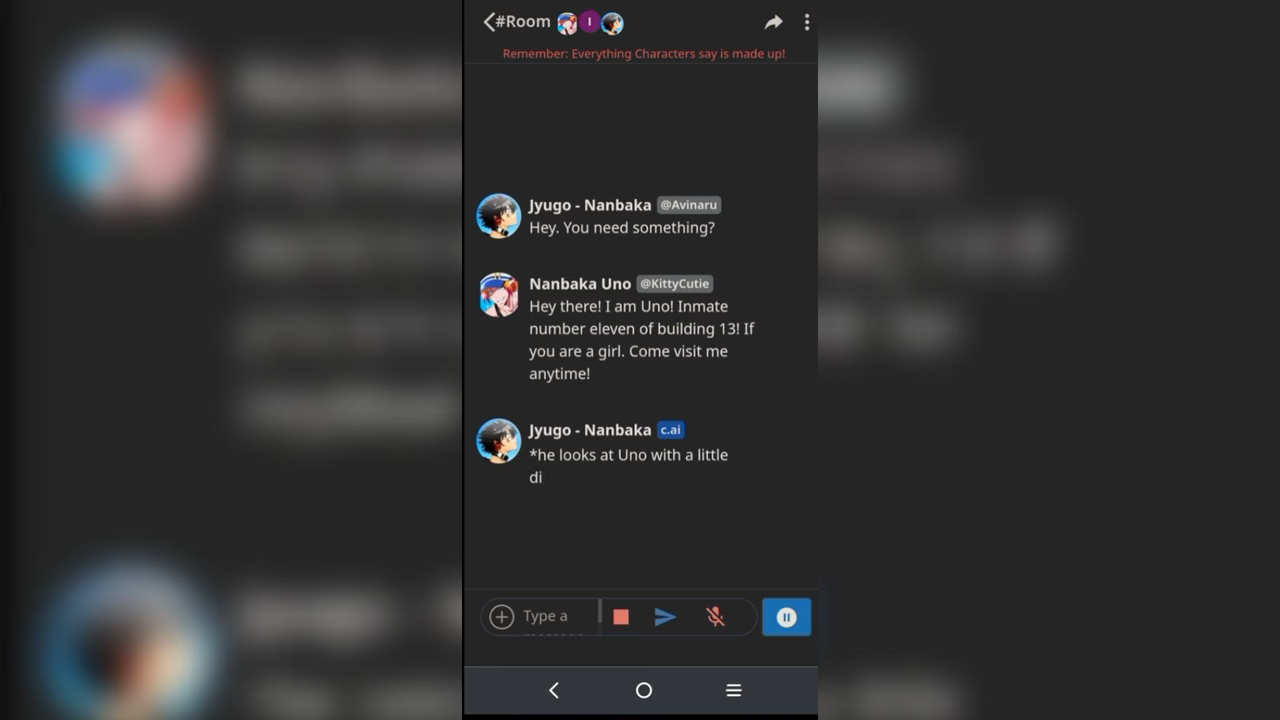 #Room I
Remember: Everything Characters say is made up!
Jyugo - Nanbaka @Avinaru
Hey. You need something?
Nanbaka Uno @KittyCutie
Hey there! I am Uno! Inmate
number eleven of building 13! If
you are a girl. Come visit me
anytime!
Jyugo - Nanbaka c.ai
*he looks at Uno with a little
di
Type a